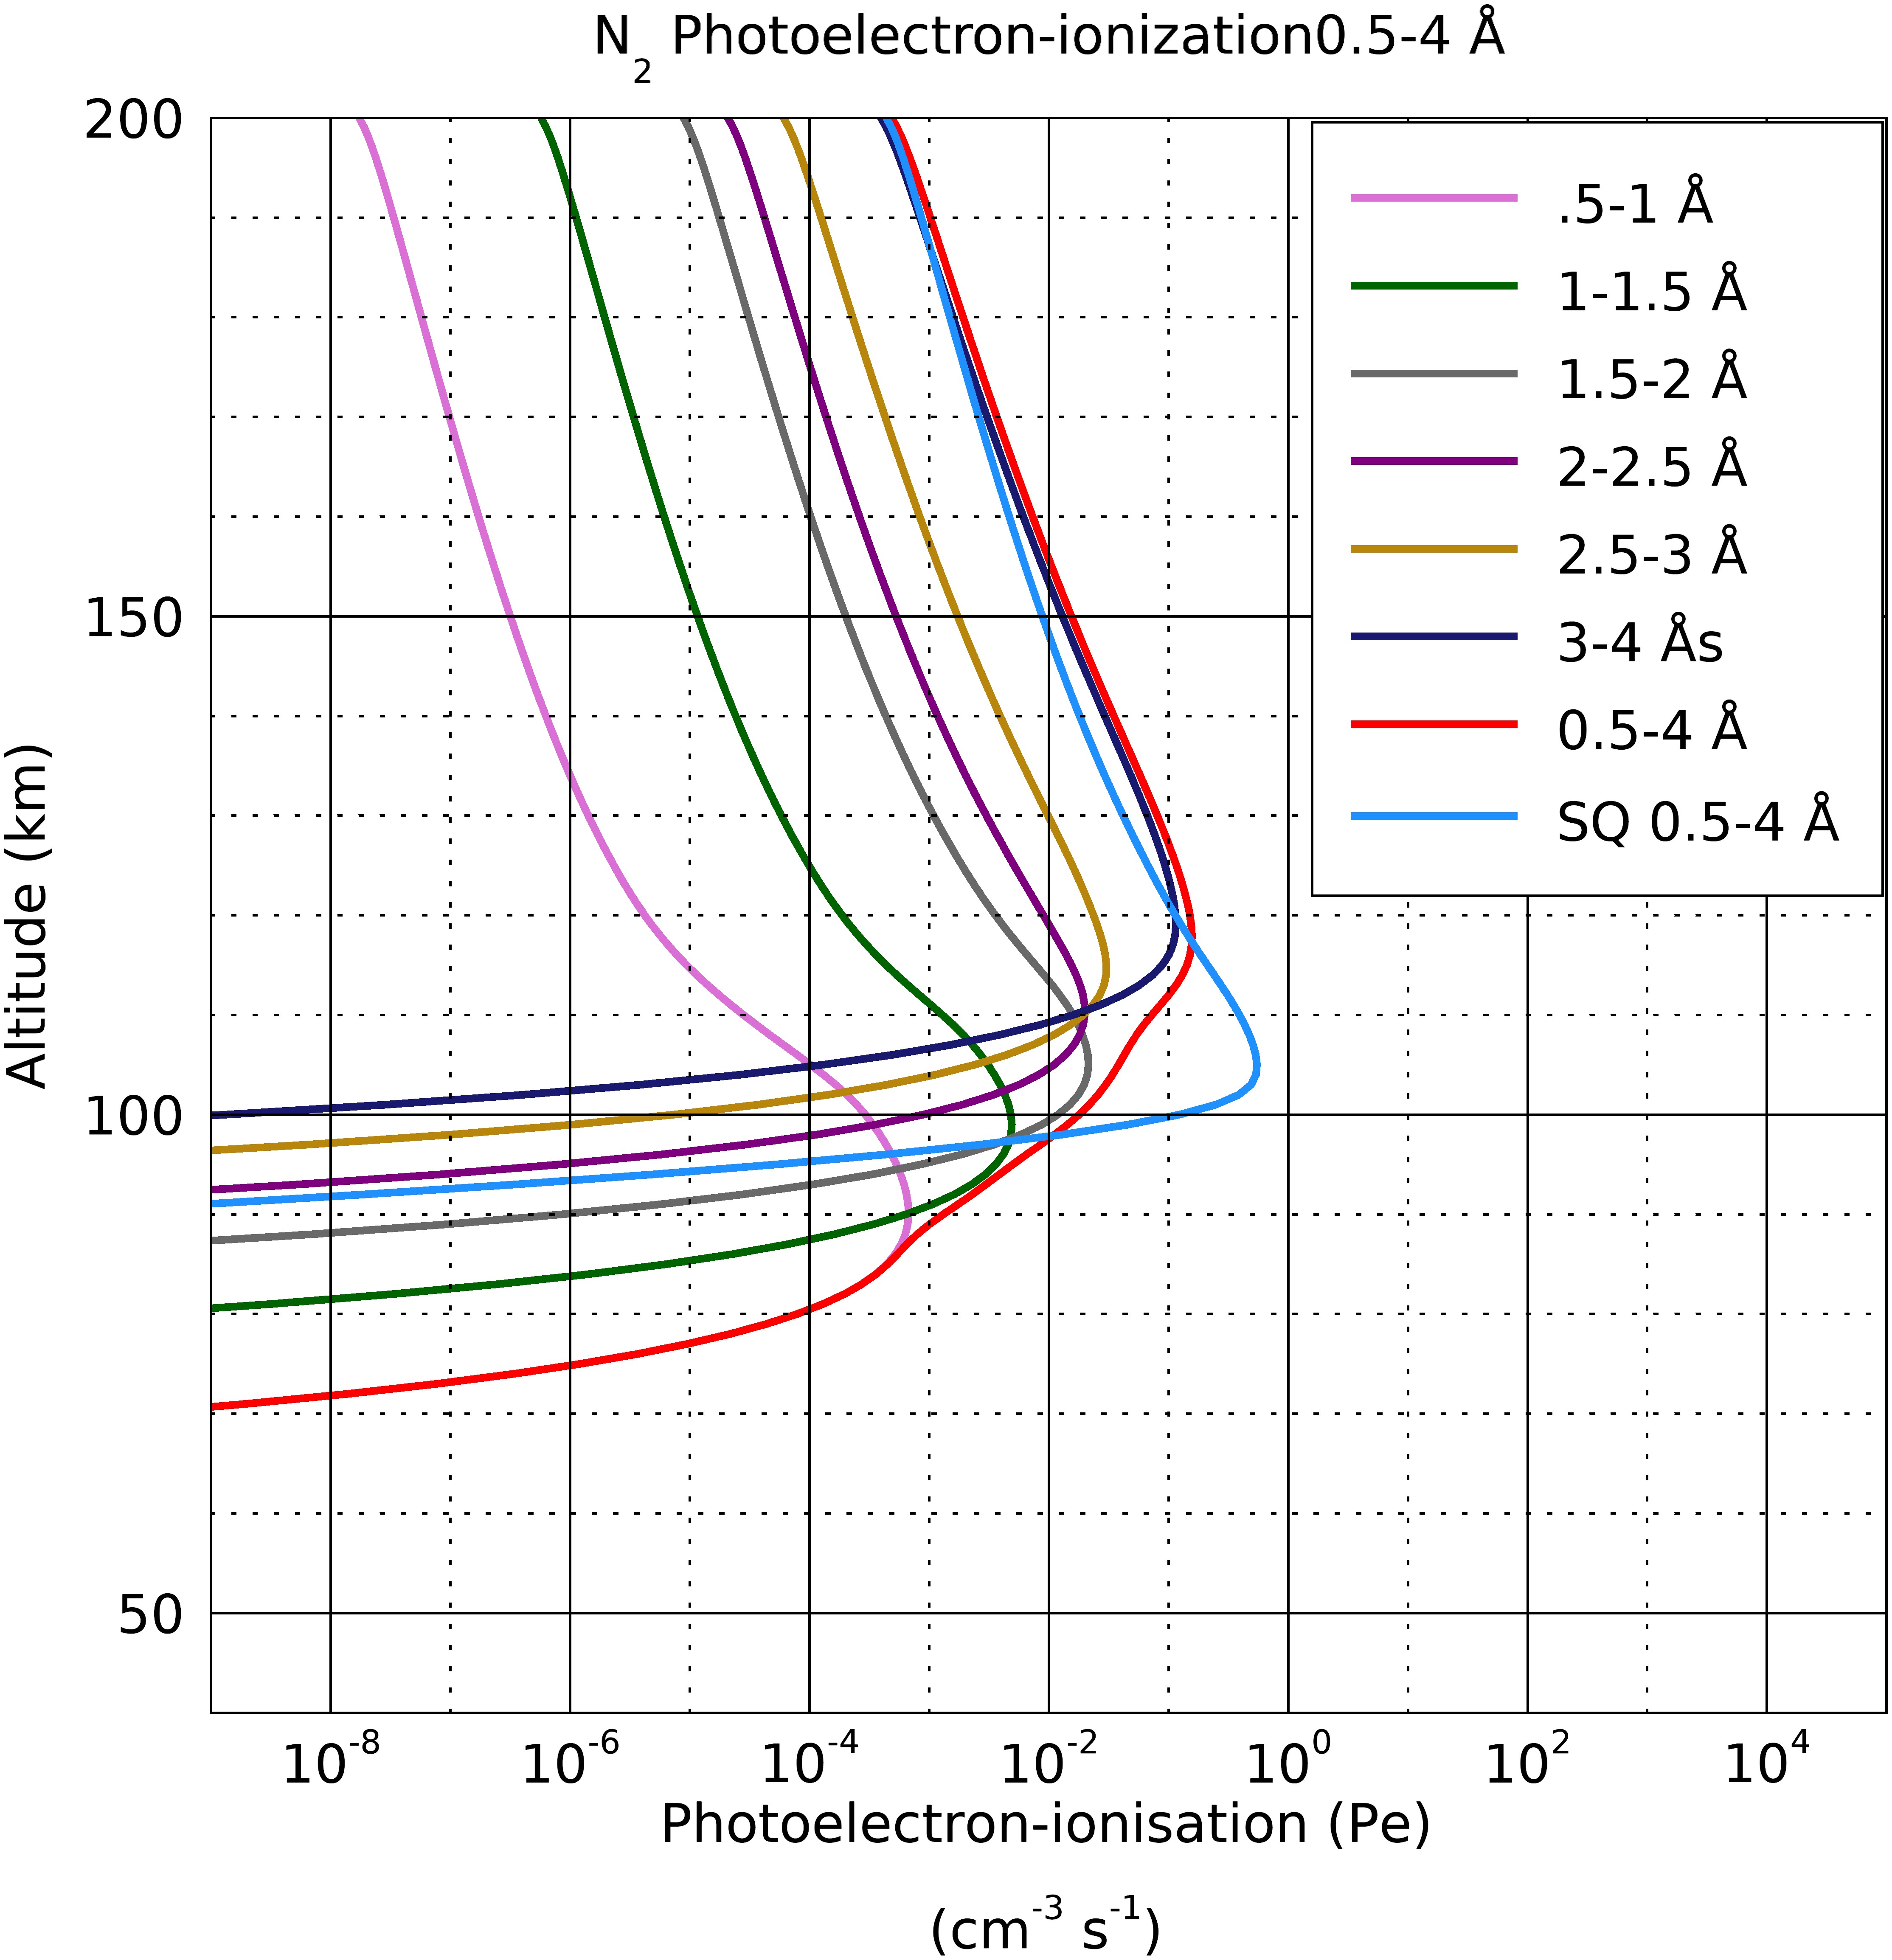 N2 Photoelectron-ionization0.5-4 Å
200
150
100
50
Altitude (km)
.5-1 Å
1-1.5 Å
1.5-2 Å
2-2.5 Å
2.5-3 Å
3-4 Ås
0.5-4 Å
SQ 0.5-4 Å
10-8 10-6 10-4 10-2 100 102 104
Photoelectron-ionisation (Pe)
(cm-3 s-1)